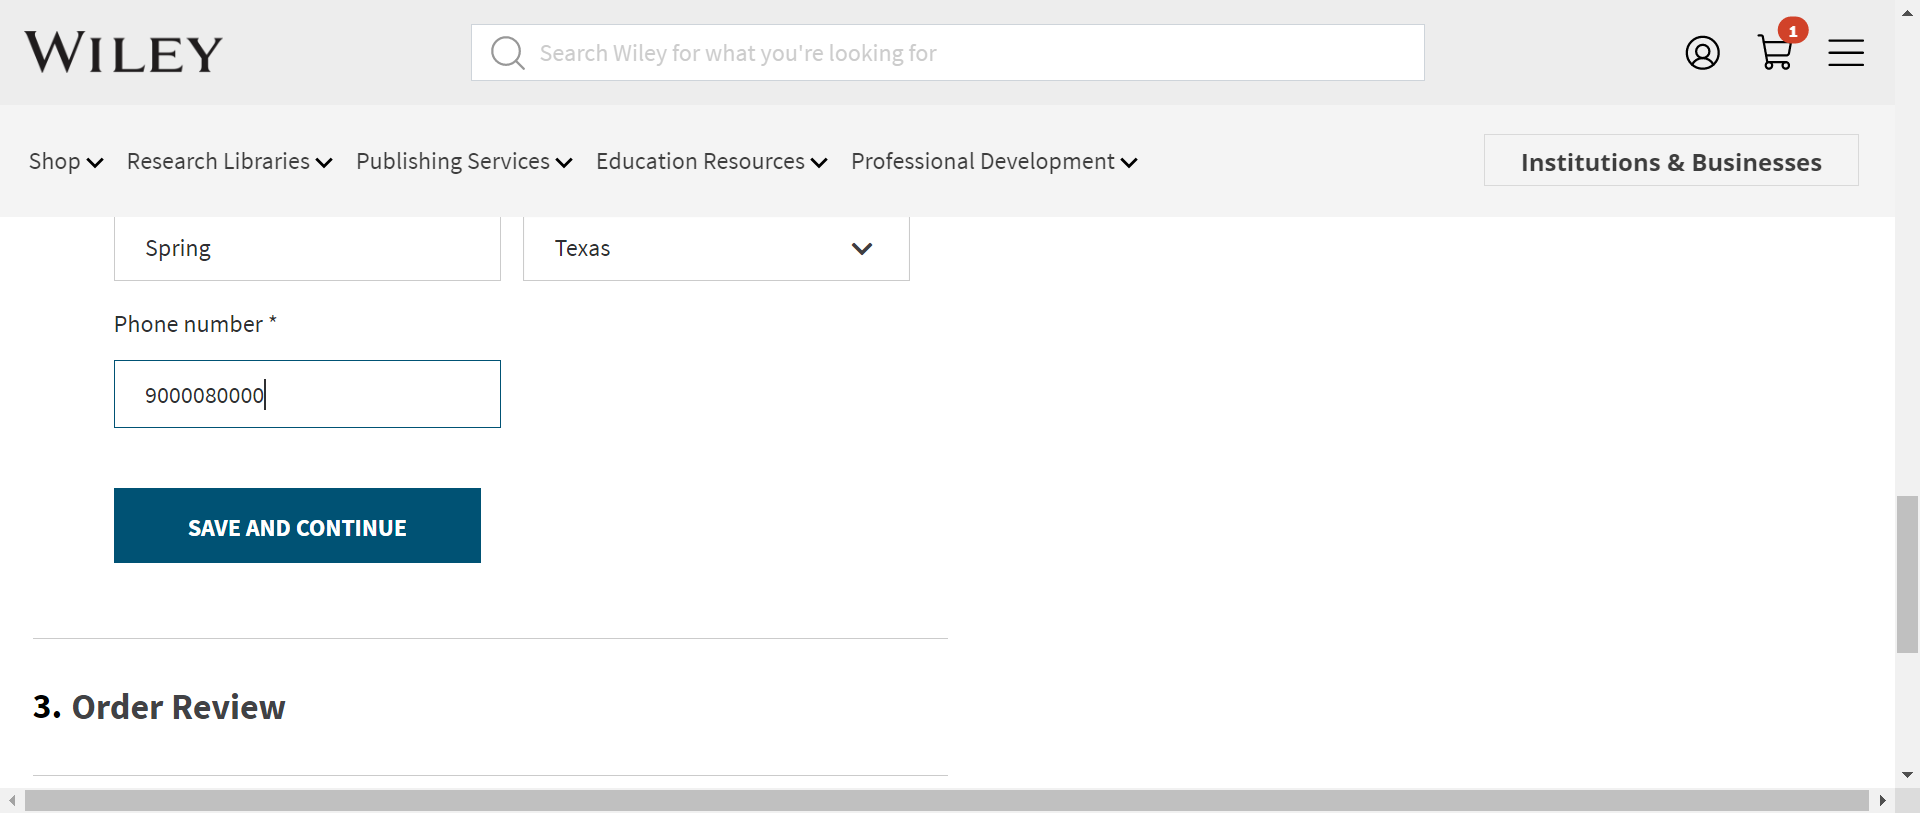 WILEY
Search Wiley for what you're looking for
1
Shop Research Libraries Publishing Services Education Resources Professional Development
Institutions & Businesses
Spring
Texas
Phone number *
9000080000
SAVE AND CONTINUE
3. Order Review